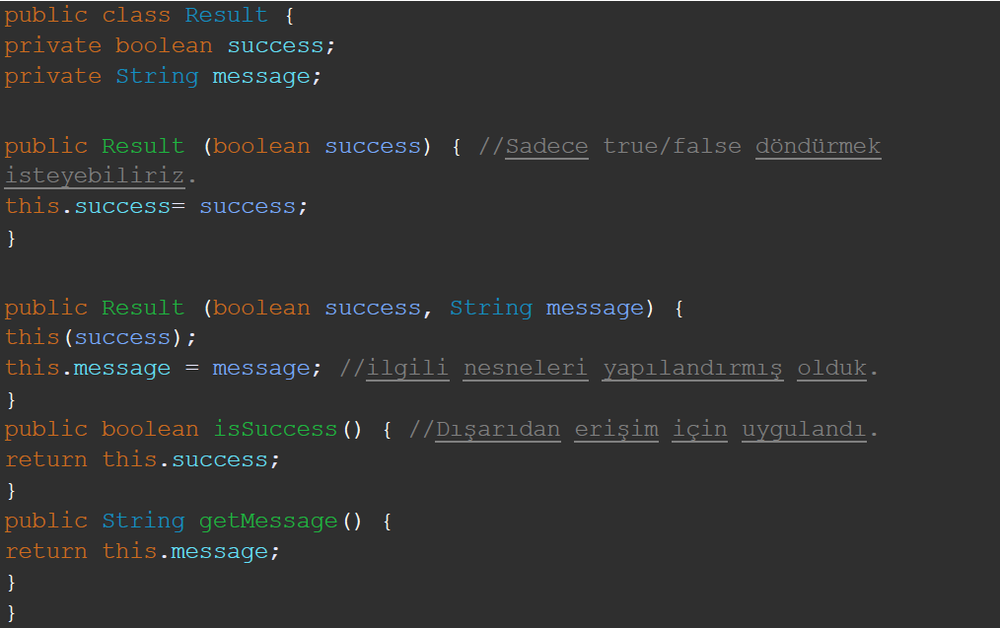 public class Result {
private boolean success;
private String message;
public Result (boolean success) { //Sadece true/false döndürmek
isteyebiliriz.
this.success= success;
}
public Result (boolean success, String message) {
this(success);
this.message = message; //ilgili nesneleri yapılandırmış olduk.
}
public boolean isSuccess() { //Dışarıdan erişim için uygulandı.
return this.success;
}
public String getMessage() {
return this.message;
}
}